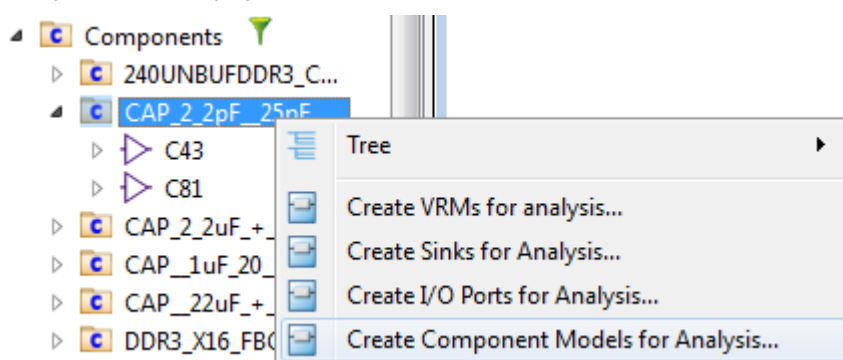 Components
240UNBUFDDR3_C...
CAP_2_2pF__25pF
C43
C81
CAP_2_2uF_+_
CAP__1uF_20_
CAP__22uF_+_
DDR3_X16_FBG
Tree
Create VRMs for analysis...
Create Sinks for Analysis...
Create I/O Ports for Analysis...
Create Component Models for Analysis...